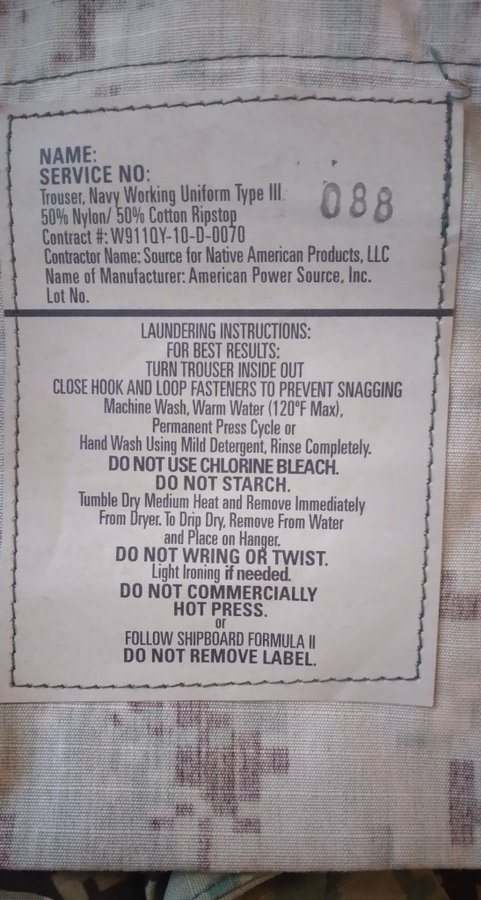 NAME:
SERVICE NO:
Trouser, Navy Working Uniform Type III
088
50% Nylon/ 50% Cotton Ripstop
Contract #: W911QY-10-D-0070
Contractor Name: Source for Native American Products, LLC
Name of Manufacturer: American Power Source, Inc.
Lot No.
LAUNDERING INSTRUCTIONS:
FOR BEST RESULTS:
TURN TROUSER INSIDE OUT
CLOSE HOOK AND LOOP FASTENERS TO PREVENT SNAGGING
Machine Wash, Warm Water (120°F Max),
Permanent Press Cycle or
Hand Wash Using Mild Detergent, Rinse Completely.
DO NOT USE CHLORINE BLEACH.
DO NOT STARCH.
Tumble Dry Medium Heat and Remove Immediately
From Dryer. To Drip Dry, Remove From Water
and Place on Hanger.
DO NOT WRING OR TWIST.
Light Ironing if needed.
DO NOT COMMERCIALLY
HOT PRESS.
or
FOLLOW SHIPBOARD FORMULA II
DO NOT REMOVE LABEL.